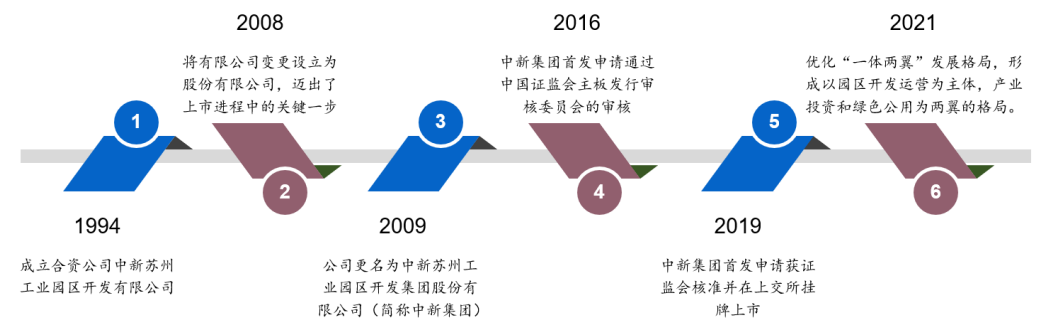 2008
将有限公司变更设立为
股份有限公司，迈出了
上市进程中的关键一步
2016
中新集团首发申请通过
中国证监会主板发行审
核委员会的审核
2021
优化“一体两翼”发展格局，形
成以园区开发运营为主体，产业
投资和绿色公用为两翼的格局。
1
2
3
4
5
6
1994
成立合资公司中新苏州
工业园区开发有限公司
2009
公司更名为中新苏州工
业园区开发集团股份有
限公司（简称中新集团）
2019
中新集团首发申请获证
监会核准并在上交所挂
牌上市